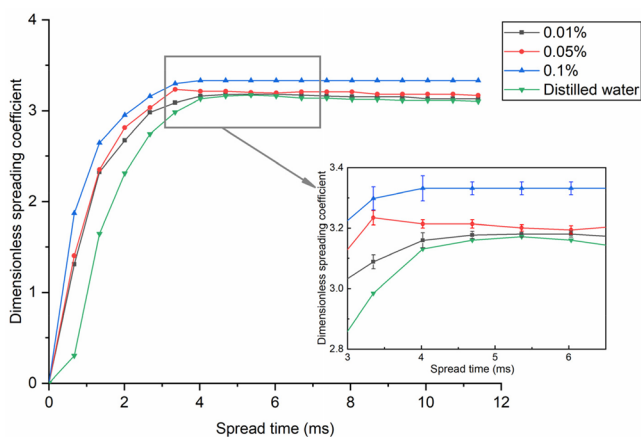 4
3
2
1
0
0 2 4 6 8 10 12
Dimensionless spreading coefficient
Spread time (ms)
0.01%
0.05%
0.1%
Distilled water
3.4
3.2
3.0
2.8
3 4 5 6
Dimensionless spreading coefficient
Spread time (ms)